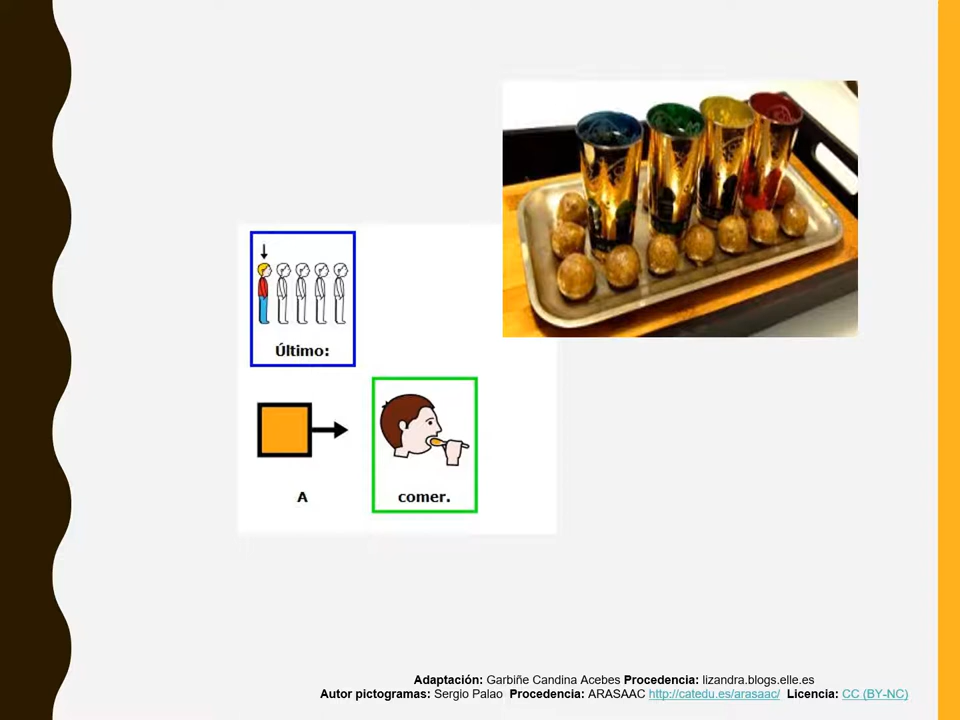 Último:
A comer.
Adaptación: Garbiñe Candina Acebes Procedencia: lizandra.blogs.elle.es
Autor pictogramas: Sergio Palao Procedencia: ARASAAC http://catedu.es/arasaac/ Licencia: CC (BY-NC)